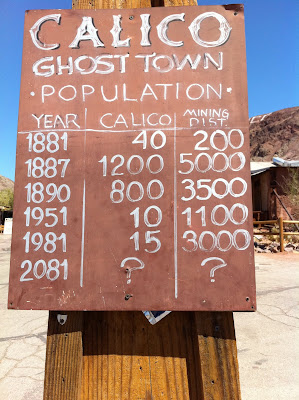 CALICO
GHOST TOWN
· POPULATION ·
YEAR CALICO MINING DIST
1881 40 200
1887 1200 5000
1890 800 3500
1951 10 1100
1981 15 3000
2081 ? ?